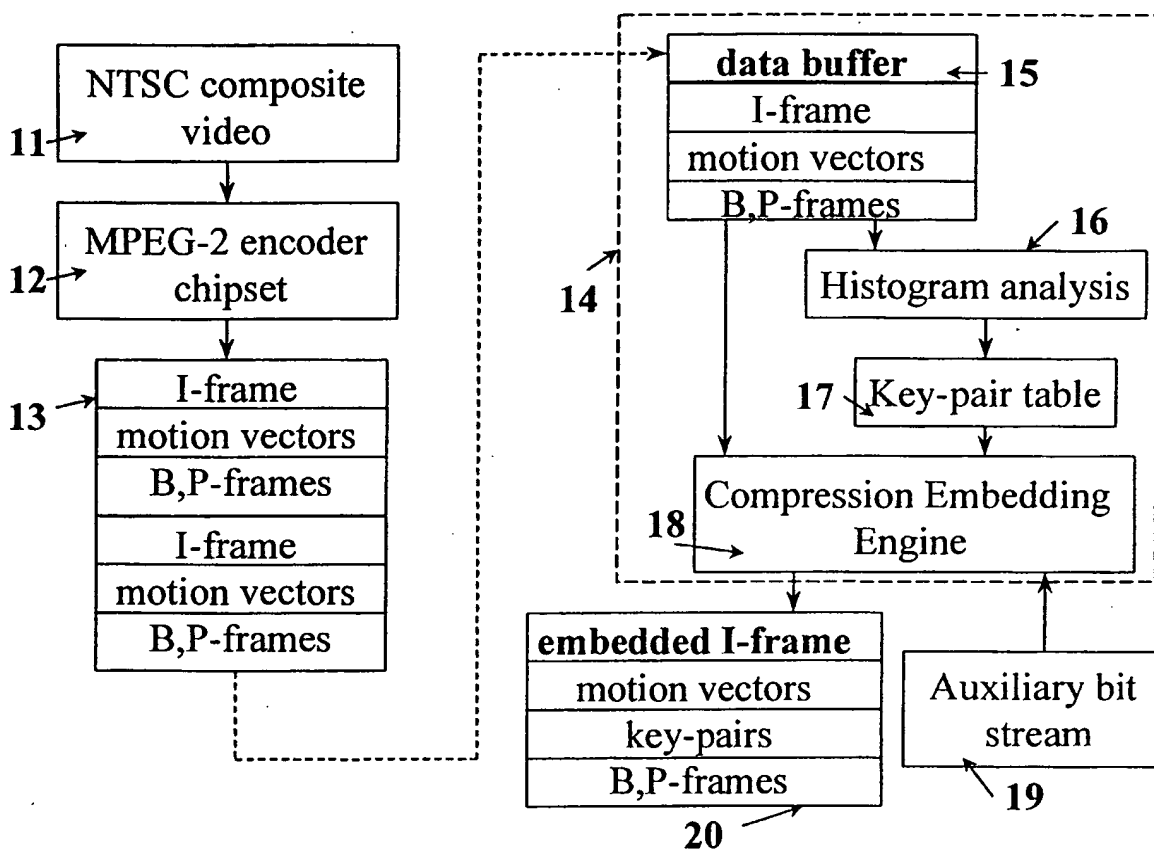 NTSC composite
video
11
MPEG-2 encoder
chipset
12
I-frame
13
motion vectors
B,P-frames
I-frame
motion vectors
B,P-frames
14
data buffer
15
I-frame
motion vectors
B,P-frames
16
Histogram analysis
17
Key-pair table
Compression Embedding
Engine
18
embedded I-frame
motion vectors
key-pairs
B,P-frames
20
Auxiliary bit
stream
19